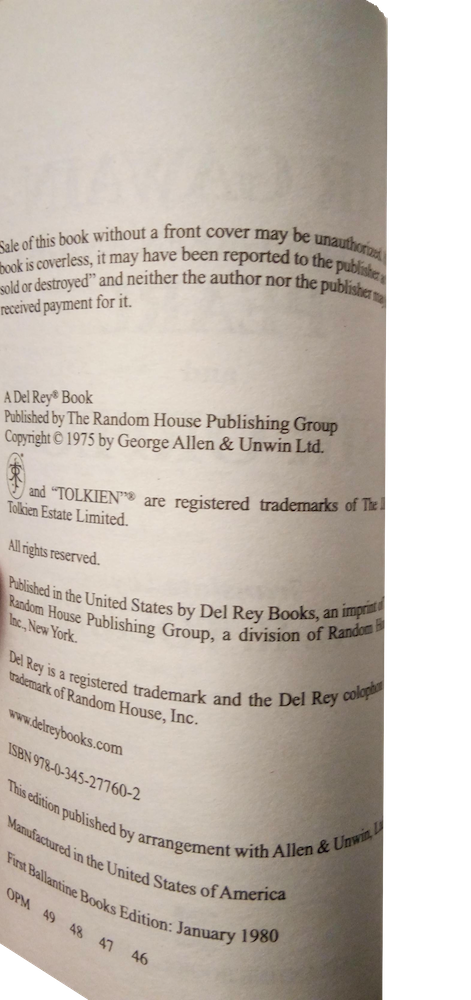 Sale of this book without a front cover may be unauthorized.
book is coverless, it may have been reported to the publisher
sold or destroyed” and neither the author nor the publisher may
received payment for it.
A Del Rey® Book
Published by The Random House Publishing Group
Copyright © 1975 by George Allen & Unwin Ltd.
and “TOLKIEN”® are registered trademarks of The
Tolkien Estate Limited.
All rights reserved.
Published in the United States by Del Rey Books, an imprint of
Random House Publishing Group, a division of Random
Inc., New York.
Del Rey is a registered trademark and the Del Rey colophon
trademark of Random House, Inc.
www.delreybooks.com
ISBN 978-0-345-27760-2
This edition published by arrangement with Allen & Unwin,
Manufactured in the United States of America
First Ballantine Books Edition: January 1980
OPM 49 48 47 46